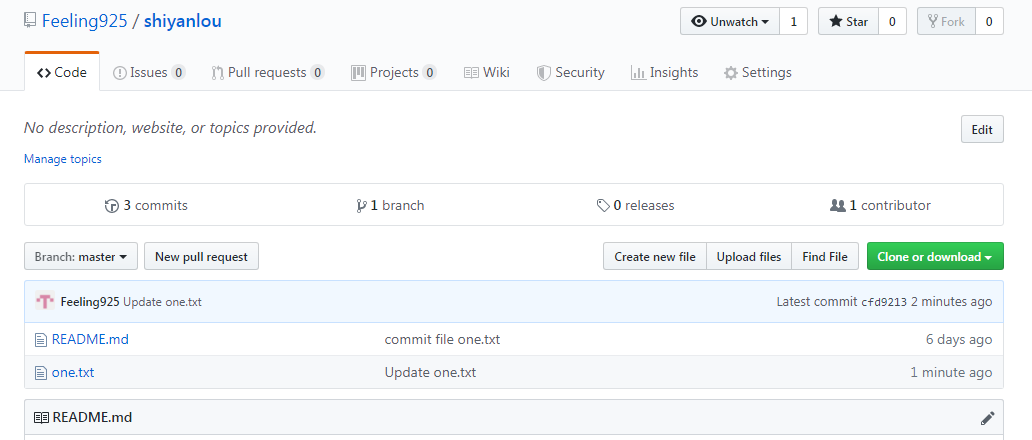 Feeling925 / shiyanlou
Unwatch 1 Star 0 Fork 0
Code Issues 0 Pull requests 0 Projects 0 Wiki Security Insights Settings
No description, website, or topics provided. Edit
Manage topics
3 commits 1 branch 0 releases 1 contributor
Branch: master New pull request Create new file Upload files Find File Clone or download
Feeling925 Update one.txt Latest commit cfd9213 2 minutes ago
README.md commit file one.txt 6 days ago
one.txt Update one.txt 1 minute ago
README.md